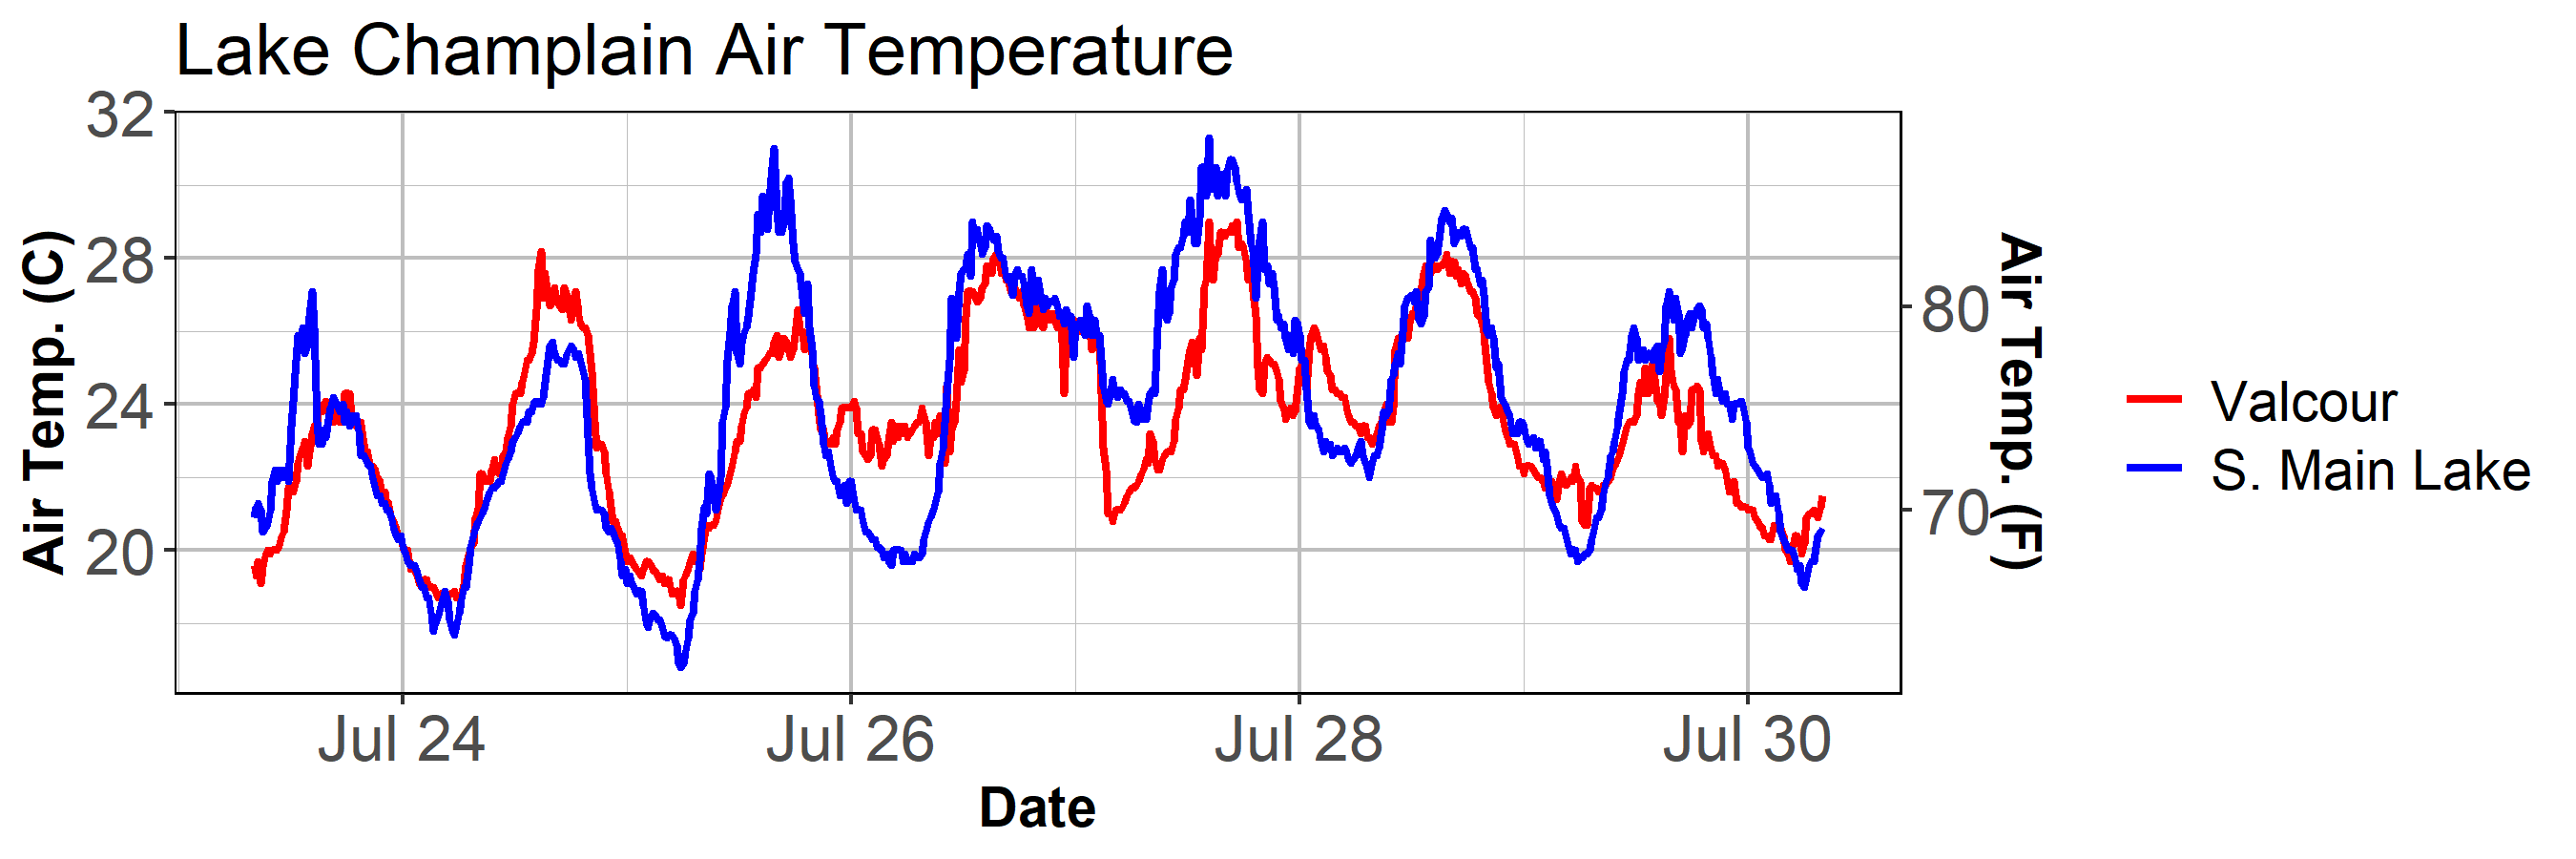 Lake Champlain Air Temperature
32
28
24
20
Air Temp. (C)
80
70
Air Temp. (F)
Valcour
S. Main Lake
Jul 24
Jul 26
Jul 28
Jul 30
Date